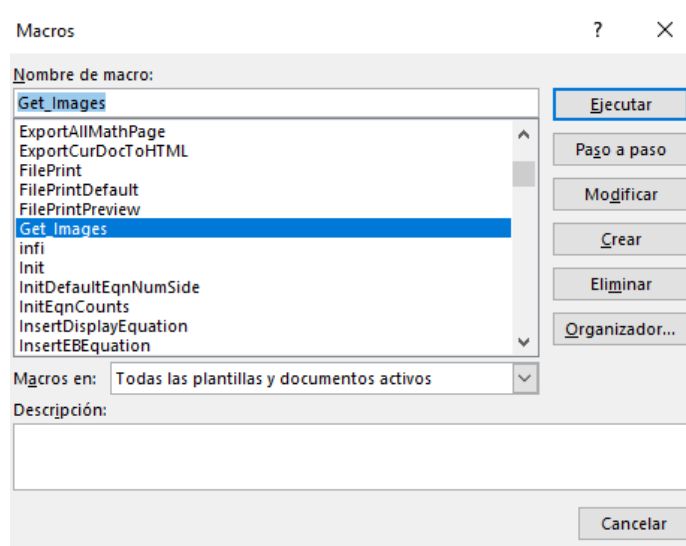 Macros
?
Nombre de macro:
Get_Images
Ejecutar
ExportAllMathPage
ExportCurDocToHTML
FilePrint
FilePrintDefault
FilePrintPreview
Get_Images
infi
Init
InitDefaultEqnNumSide
InitEqnCounts
InsertDisplayEquation
InsertEBEquation
Paso a paso
Modificar
Crear
Eliminar
Organizador...
Macros en: Todas las plantillas y documentos activos
Descripción:
Cancelar